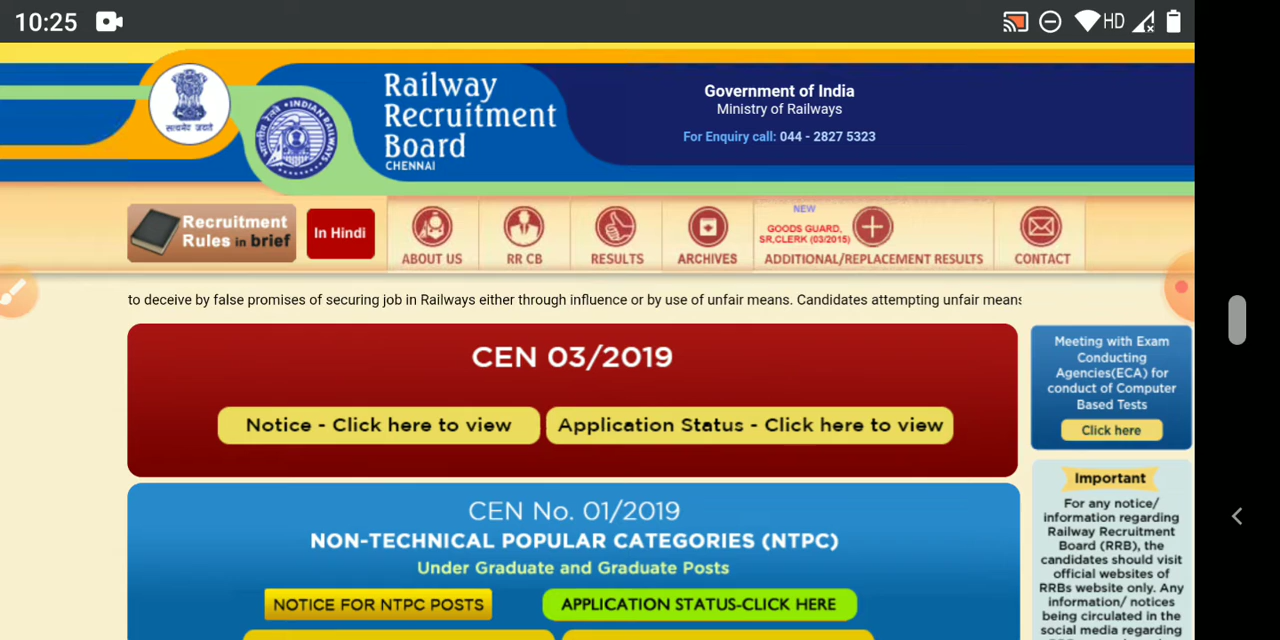 10:25
HD
Railway
Recruitment
Board
CHENNAI
Government of India
Ministry of Railways
For Enquiry call: 044 - 2827 5323
सत्यमेव जयते
INDIAN RAILWAYS
भारतीय रेल
Recruitment
Rules in brief
In Hindi
ABOUT US
RR CB
RESULTS
ARCHIVES
NEW
GOODS GUARD,
SR,CLERK (03/2015)
ADDITIONAL/REPLACEMENT RESULTS
CONTACT
to deceive by false promises of securing job in Railways either through influence or by use of unfair means. Candidates attempting unfair means
CEN 03/2019
Notice - Click here to view
Application Status - Click here to view
Meeting with Exam
Conducting
Agencies(ECA) for
conduct of Computer
Based Tests
Click here
CEN No. 01/2019
NON-TECHNICAL POPULAR CATEGORIES (NTPC)
Under Graduate and Graduate Posts
NOTICE FOR NTPC POSTS
APPLICATION STATUS-CLICK HERE
Important
For any notice/
information regarding
Railway Recruitment
Board (RRB), the
candidates should visit
official websites of
RRBs website only. Any
information/ notices
being circulated in the
social media regarding